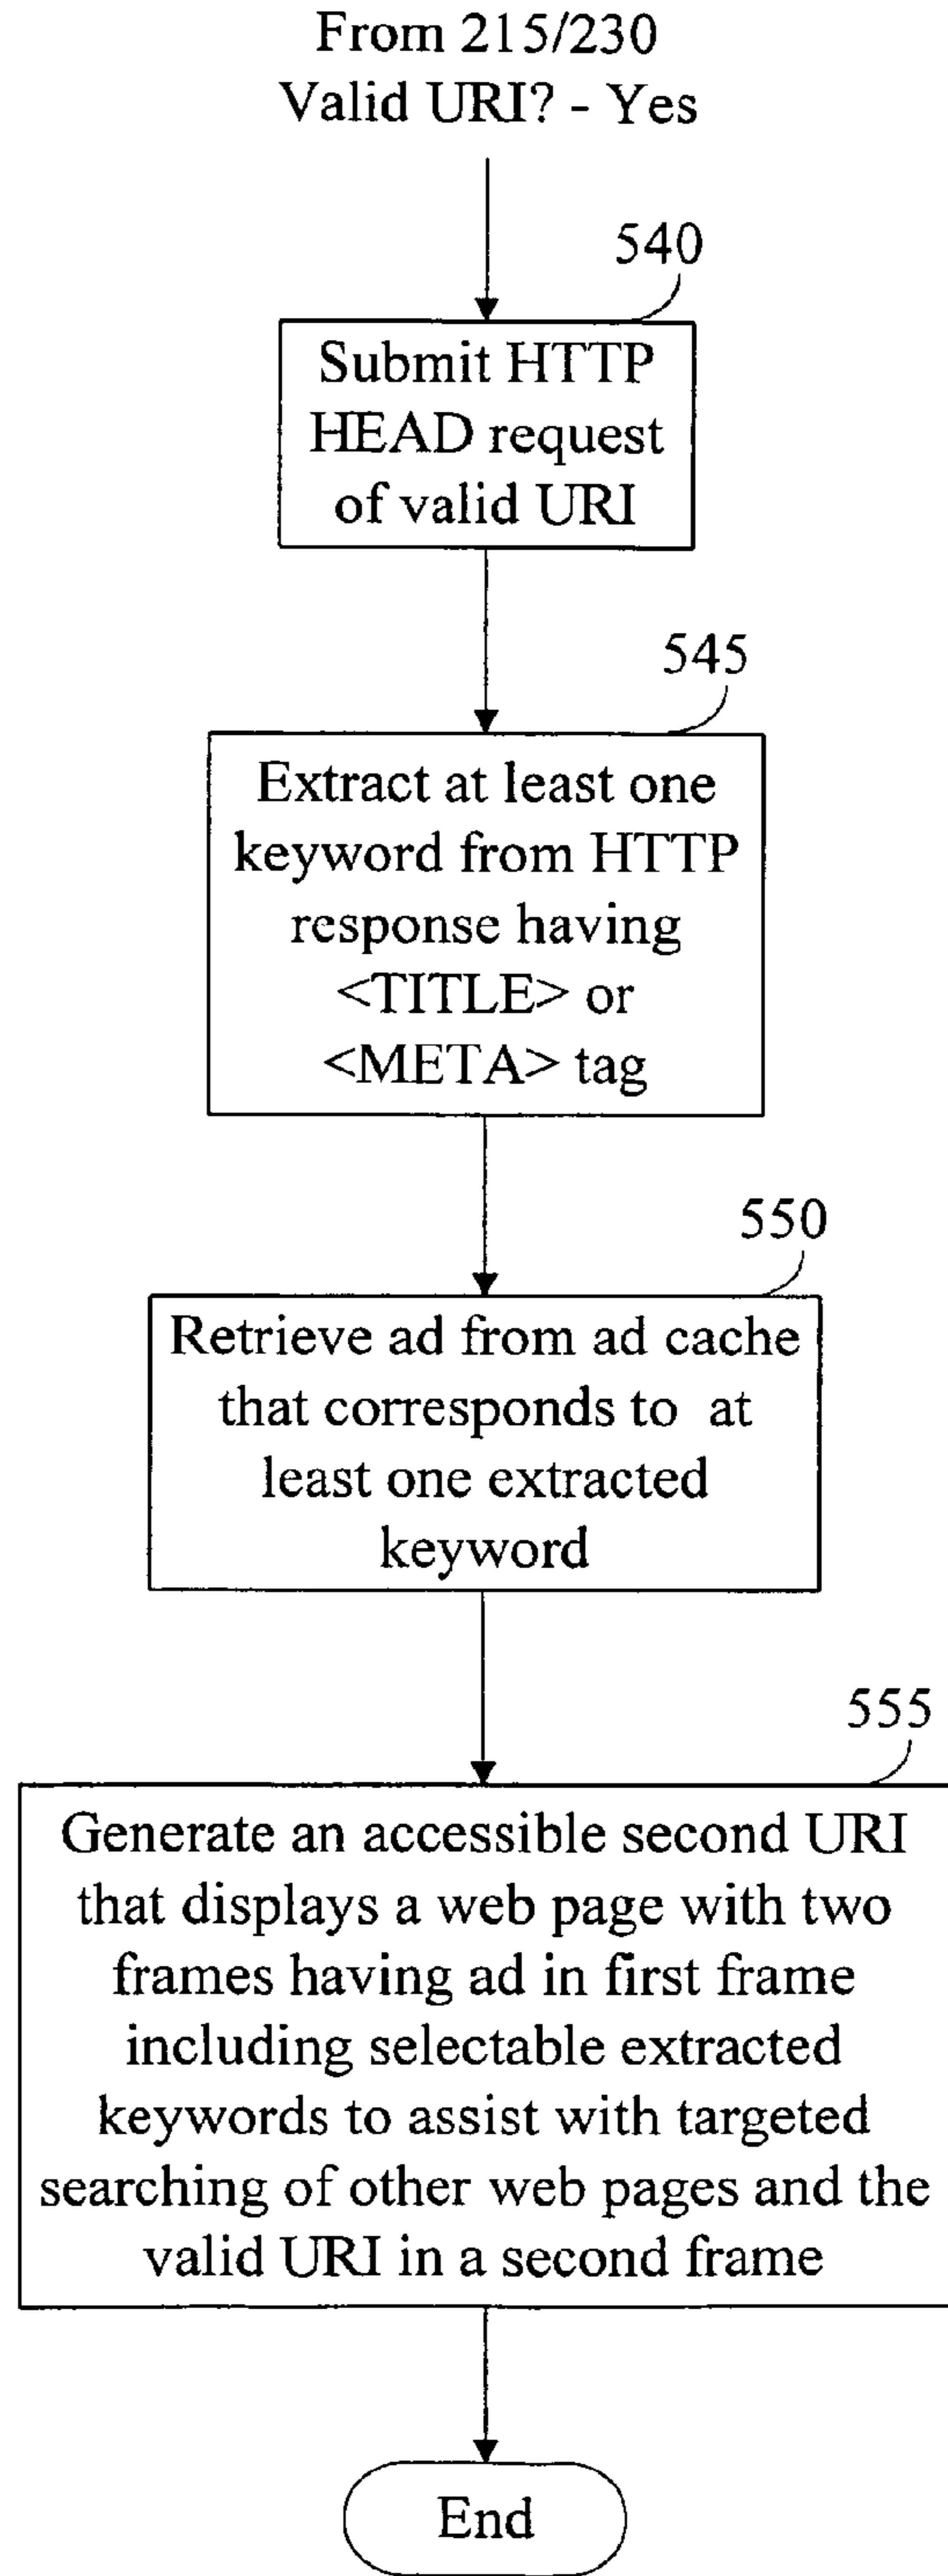 From 215/230
Valid URI? - Yes
540
Submit HTTP
HEAD request
of valid URI
545
Extract at least one
keyword from HTTP
response having
<TITLE> or
<META> tag
550
Retrieve ad from ad cache
that corresponds to at
least one extracted
keyword
555
Generate an accessible second URI
that displays a web page with two
frames having ad in first frame
including selectable extracted
keywords to assist with targeted
searching of other web pages and the
valid URI in a second frame
End